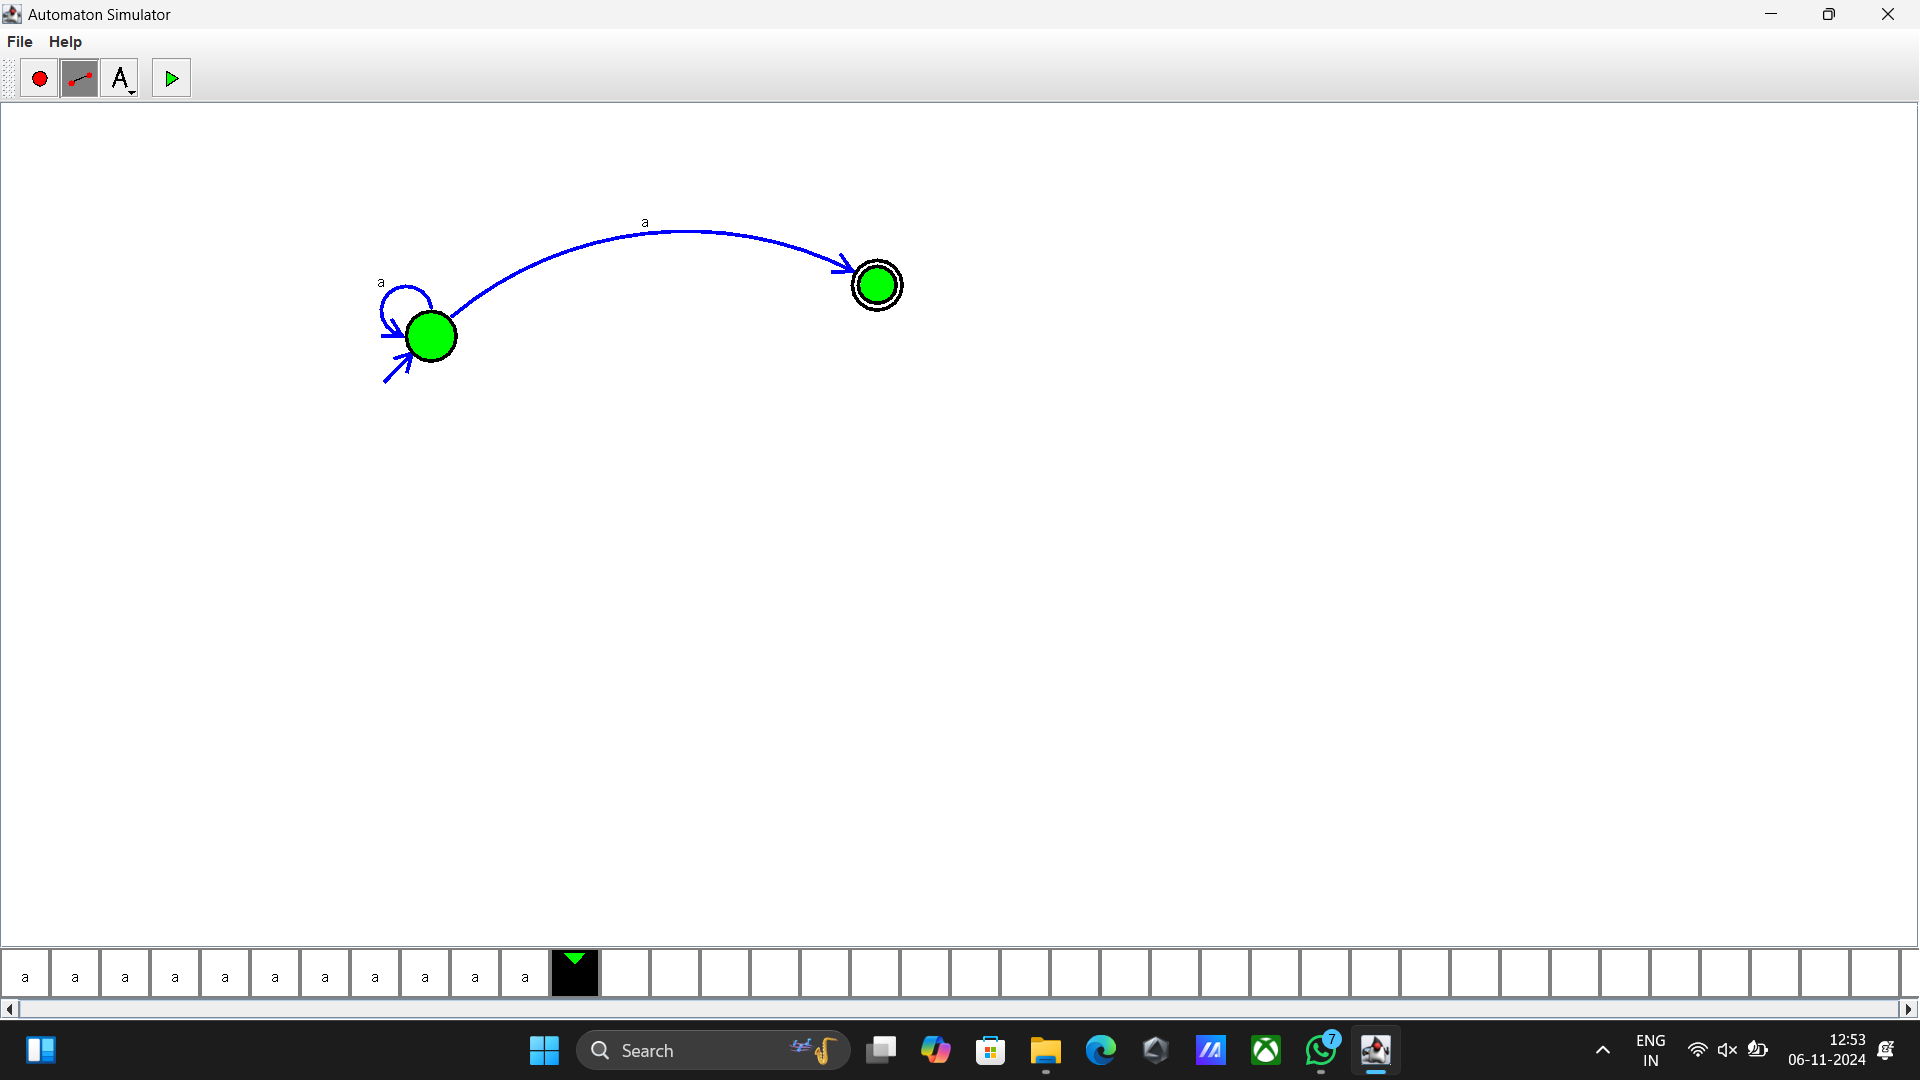 Automaton Simulator
File Help
A
a
a
a a a a a a a a a a a
Search
7
ENG
IN
12:53
06-11-2024